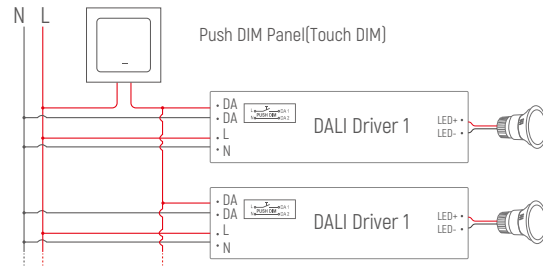 N L
Push DIM Panel(Touch DIM)
DA
DA
L
N
PUSH DIM
DA 1
DA 2
DALI Driver 1
LED+
LED-
DA
DA
L
N
PUSH DIM
DA 1
DA 2
DALI Driver 1
LED+
LED-